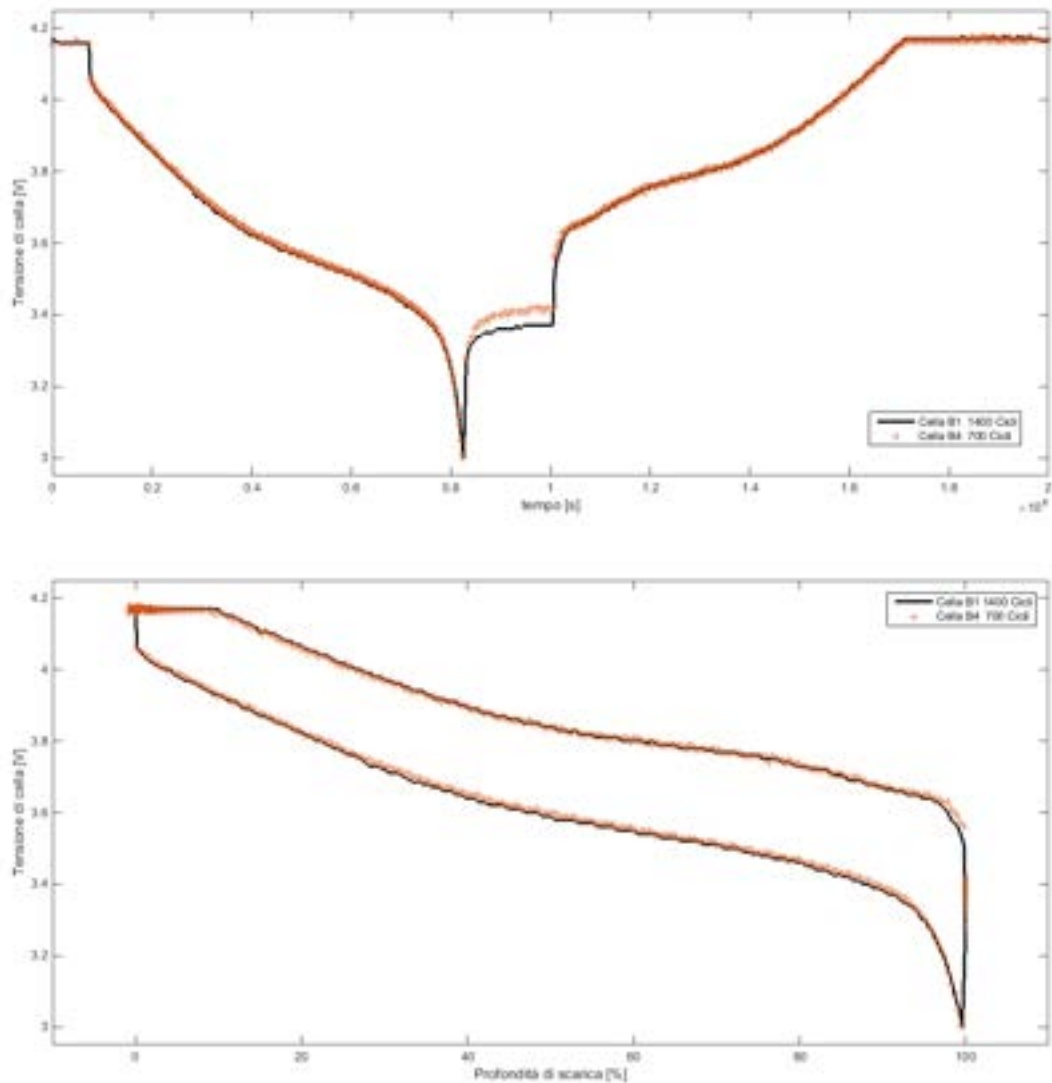 4.2
4
3.8
3.6
3.4
3.2
3
Tensione di cella [V]
Cella B1 1400 Cicli
Cella B4 700 Cicli
0 0.2 0.4 0.6 0.8 1 1.2 1.4 1.6 1.8 2
tempo [s]
4.2
4
3.8
3.6
3.4
3.2
3
Tensione di cella [V]
Cella B1 1400 Cicli
Cella B4 700 Cicli
0 20 40 60 80 100
Profondità di scarica [%]